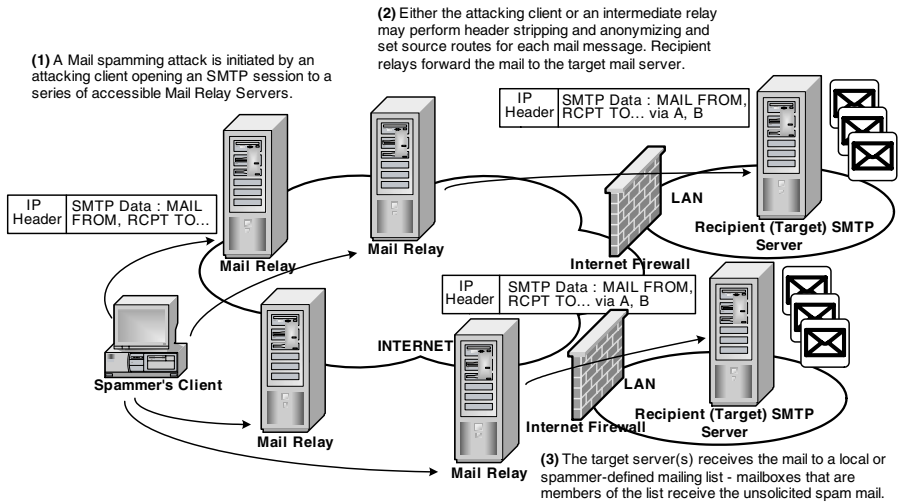 (2) Either the attacking client or an intermediate relay
may perform header stripping and anonymizing and
set source routes for each mail message. Recipient
relays forward the mail to the target mail server.
(1) A Mail spamming attack is initiated by an
attacking client opening an SMTP session to a
series of accessible Mail Relay Servers.
IP
Header
SMTP Data : MAIL FROM,
RCPT TO... via A, B
IP
Header
SMTP Data : MAIL
FROM, RCPT TO...
LAN
Recipient (Target) SMTP
Server
Mail Relay
Mail Relay
Internet Firewall
IP
Header
SMTP Data : MAIL FROM,
RCPT TO... via A, B
INTERNET
Spammer's Client
LAN
Recipient (Target) SMTP
Server
Internet Firewall
Mail Relay
Mail Relay
(3) The target server(s) receives the mail to a local or
spammer-defined mailing list - mailboxes that are
members of the list receive the unsolicited spam mail.